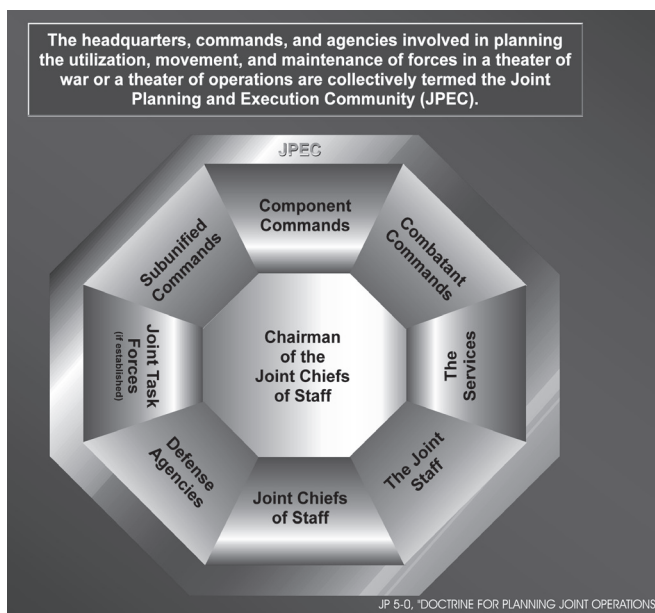 The headquarters, commands, and agencies involved in planning
the utilization, movement, and maintenance of forces in a theater of
war or a theater of operations are collectively termed the Joint
Planning and Execution Community (JPEC).
JPEC
Component
Commands
Combatant
Commands
The
Services
The Joint
Staff
Joint Chiefs
of Staff
Defense
Agencies
Joint Task
Forces
(if established)
Subunified
Commands
Chairman
of the
Joint Chiefs
of Staff
JP 5-0, "DOCTRINE FOR PLANNING JOINT OPERATIONS